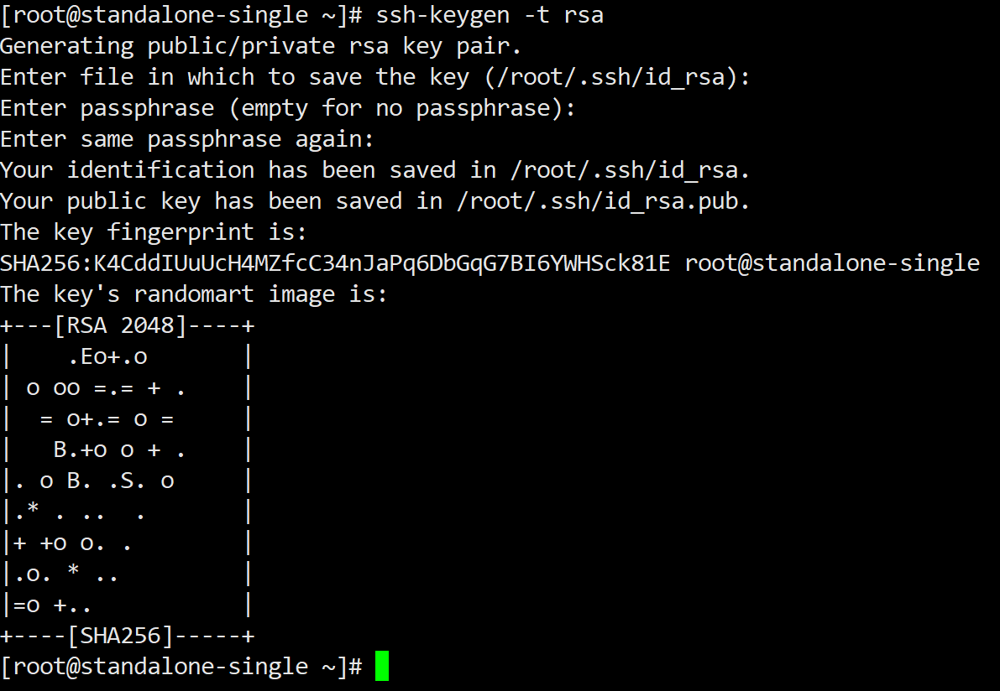 [root@standalone-single ~]# ssh-keygen -t rsa
Generating public/private rsa key pair.
Enter file in which to save the key (/root/.ssh/id_rsa):
Enter passphrase (empty for no passphrase):
Enter same passphrase again:
Your identification has been saved in /root/.ssh/id_rsa.
Your public key has been saved in /root/.ssh/id_rsa.pub.
The key fingerprint is:
SHA256:K4CddIUuUcH4MZfcC34nJaPq6DbGqG7BI6YWHSck81E root@standalone-single
The key's randomart image is:
+---[RSA 2048]----+
|    .Eo+.o       |
| o oo =.= + .    |
|  = o+.= o =     |
|   B.+o o + .    |
|. o B. .S. o     |
|.* . ..  .       |
|+ +o o. .        |
|.o. * ..         |
|=o +..           |
+----[SHA256]-----+
[root@standalone-single ~]#